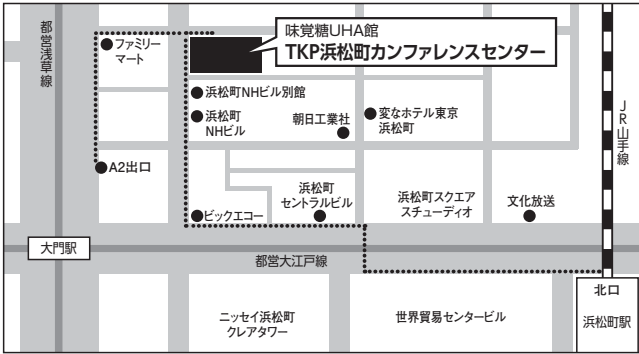 味覚糖UHA館
TKP浜松町カンファレンスセンター
都営浅草線
ファミリー
マート
浜松町NHビル別館
浜松町
NHビル
朝日工業社
変なホテル東京
浜松町
JR山手線
A2出口
浜松町
セントラルビル
浜松町スクエア
スチューディオ
文化放送
ビックエコー
大門駅
都営大江戸線
北口
浜松町駅
ニッセイ浜松町
クレアタワー
世界貿易センタービル